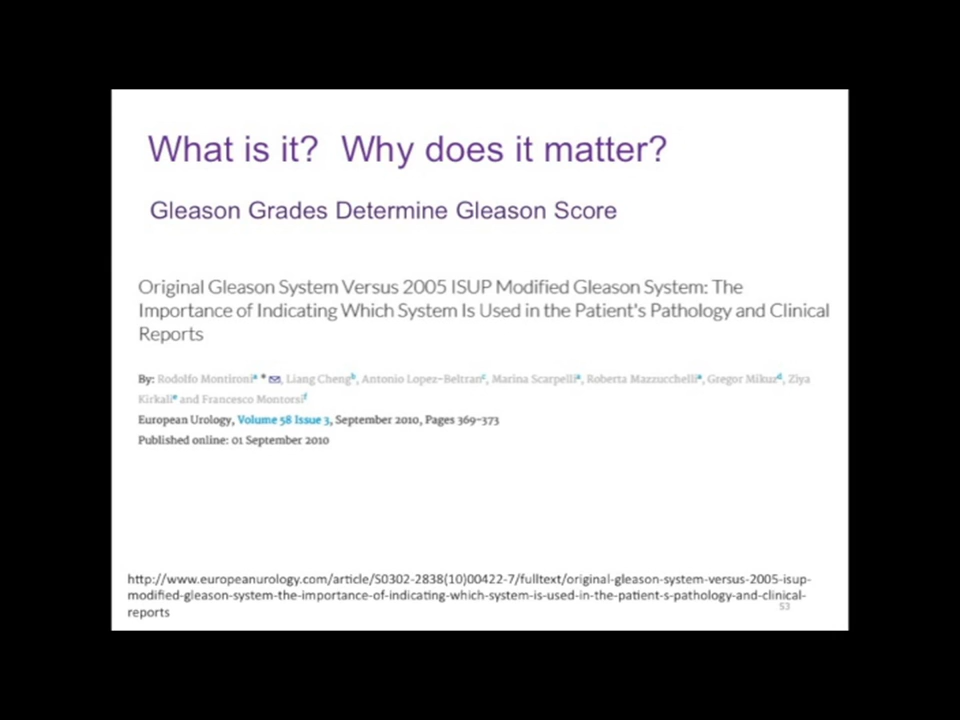 What is it? Why does it matter?
Gleason Grades Determine Gleason Score
Original Gleason System Versus 2005 ISUP Modified Gleason System: The
Importance of Indicating Which System Is Used in the Patient's Pathology and Clinical
Reports
By: Rodolfo Montironi a * , Liang Cheng b, Antonio Lopez-Beltran c, Marina Scarpelli a, Roberta Mazzucchelli a, Gregor Mikuz d, Ziya
Kirkali e and Francesco Montorsi f
European Urology, Volume 58 Issue 3, September 2010, Pages 369-373
Published online: 01 September 2010
http://www.europeanurology.com/article/S0302-2838(10)00422-7/fulltext/original-gleason-system-versus-2005-isup-
modified-gleason-system-the-importance-of-indicating-which-system-is-used-in-the-patient-s-pathology-and-clinical-
reports
53